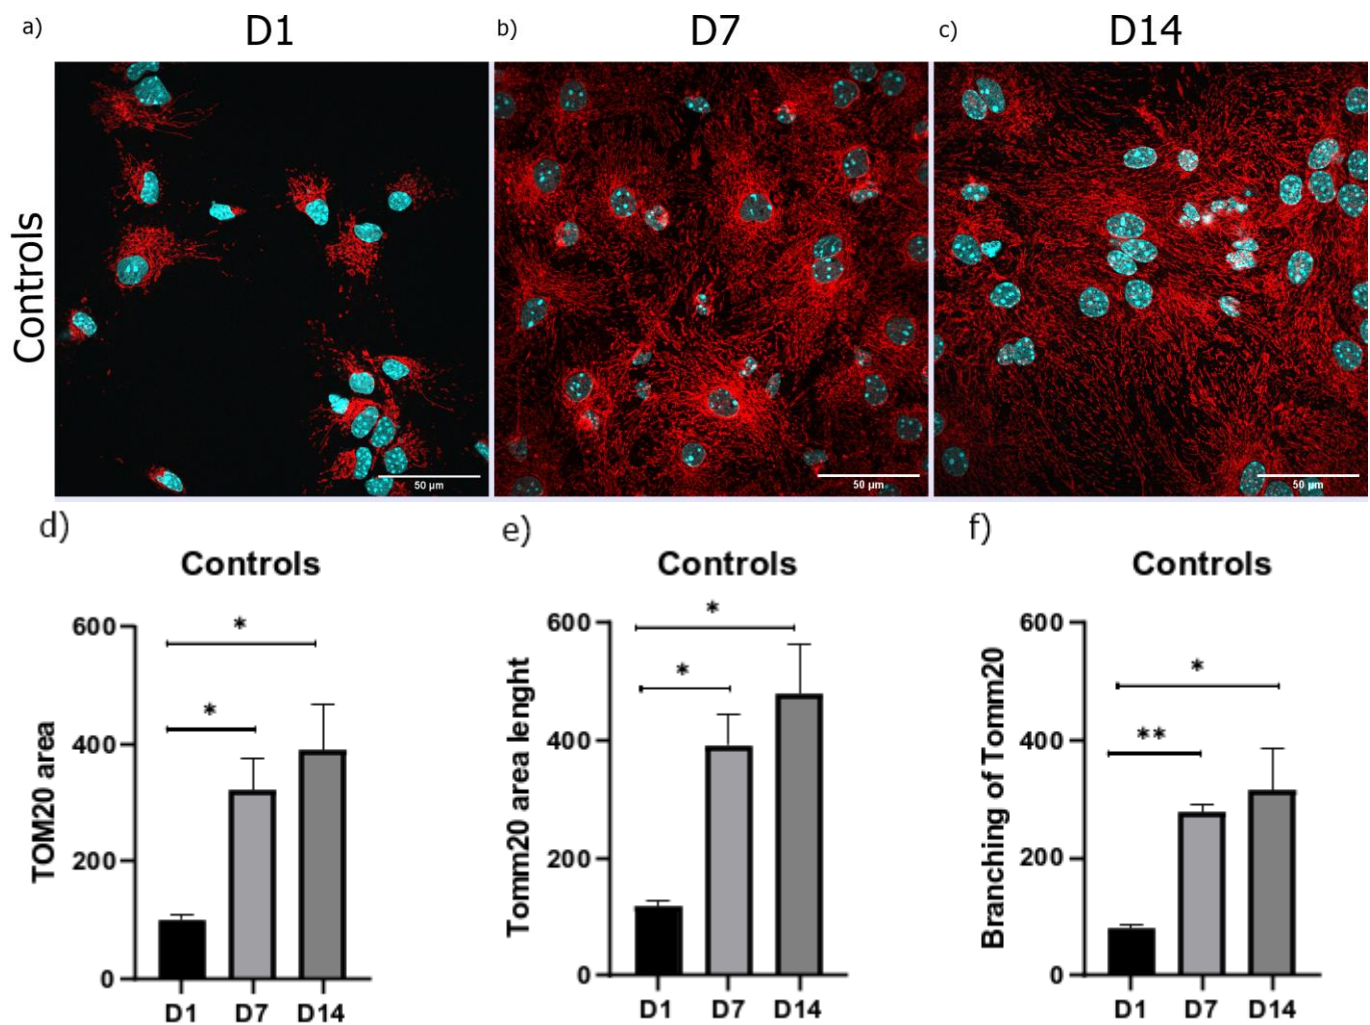 a) D1
b) D7
c) D14
Controls
50 µm
50 µm
50 µm
d)
Controls
TOM20 area
600
400
200
0
*
*
D1 D7 D14
e)
Controls
Tomm20 area lenght
600
400
200
0
*
*
D1 D7 D14
f)
Controls
Branching of Tomm20
600
400
200
0
*
**
D1 D7 D14